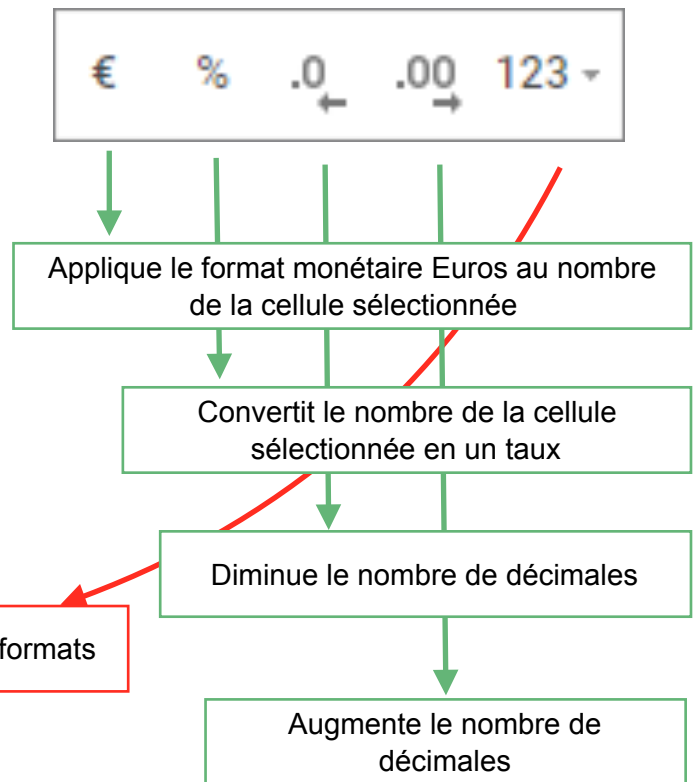 € % .0 .00 123
Applique le format monétaire Euros au nombre
de la cellule sélectionnée
Convertit le nombre de la cellule
sélectionnée en un taux
Diminue le nombre de décimales
formats
Augmente le nombre de
décimales